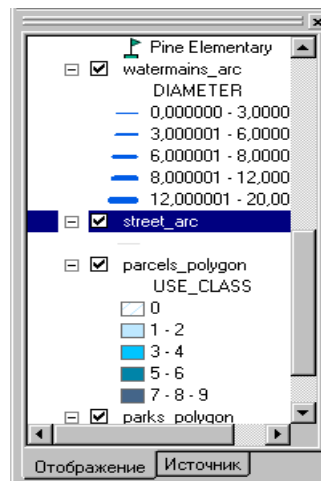 Pine Elementary
watermains_arc
DIAMETER
0,000000 - 3,0000
3,000001 - 6,0000
6,000001 - 8,0000
8,000001 - 12,000
12,000001 - 20,00
street_arc
parcels_polygon
USE_CLASS
0
1 - 2
3 - 4
5 - 6
7 - 8 - 9
parks_polygon
Отображение Источник